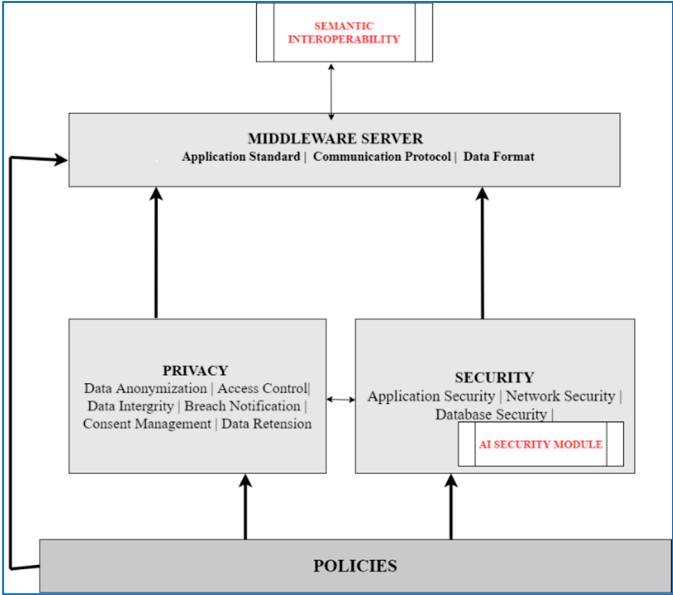 SEMANTIC
INTEROPERABILITY
MIDDLEWARE SERVER
Application Standard | Communication Protocol | Data Format
PRIVACY
Data Anonymization | Access Control|
Data Intergrity | Breach Notification |
Consent Management | Data Retension
SECURITY
Application Security | Network Security |
Database Security |
AI SECURITY MODULE
POLICIES